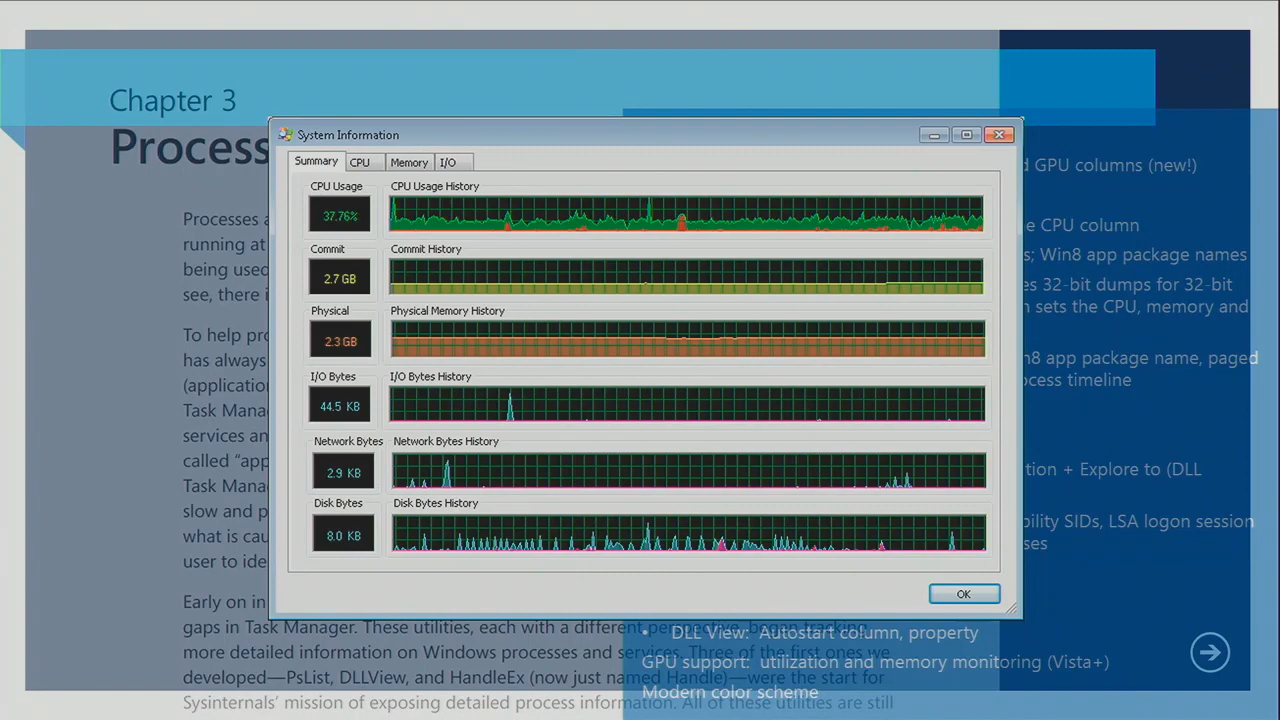 Chapter 3
Process
System Information
Summary CPU Memory I/O
CPU Usage CPU Usage History
37.76%
Commit Commit History
2.7 GB
Physical Physical Memory History
2.3 GB
I/O Bytes I/O Bytes History
44.5 KB
Network Bytes Network Bytes History
2.9 KB
Disk Bytes Disk Bytes History
8.0 KB
OK
Processes
running at
being used
see, there i
To help pro
has always
(application
Task Manag
services an
called “app
Task Manag
slow and p
what is cau
user to ide
Early on in
gaps in Task Manager. These utilities, each with a different perspective, began tracking
more detailed information on Windows processes and services. Three of the first ones we
developed—PsList, DLLView, and HandleEx (now just named Handle)—were the start for
Sysinternals’ mission of exposing detailed process information. All of these utilities are still
d GPU columns (new!)
e CPU column
s; Win8 app package names
es 32-bit dumps for 32-bit
n sets the CPU, memory and
n8 app package name, paged
ocess timeline
tion + Explore to (DLL
bility SIDs, LSA logon session
ses
• DLL View: Autostart column, property
GPU support: utilization and memory monitoring (Vista+)
Modern color scheme